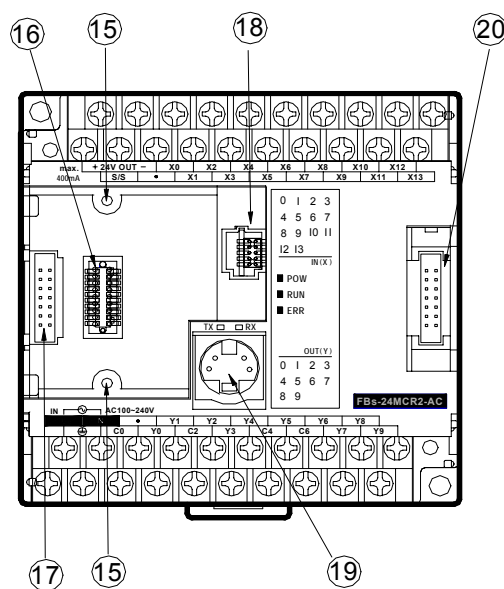 16 15 18 20
max. + 24V OUT − X0 X2 X4 X6 X8 X10 X12
400mA S/S • X1 X3 X5 X7 X9 X11 X13
0 1 2 3
4 5 6 7
8 9 10 11
12 13
IN(X)
POW
RUN
ERR
TX RX
OUT(Y)
0 1 2 3
4 5 6 7
8 9
FBs-24MCR2-AC
IN AC100~240V • Y1 Y2 Y4 Y5 Y6 Y8
C0 Y0 C2 Y3 C4 C6 Y7 Y9
17 15 19